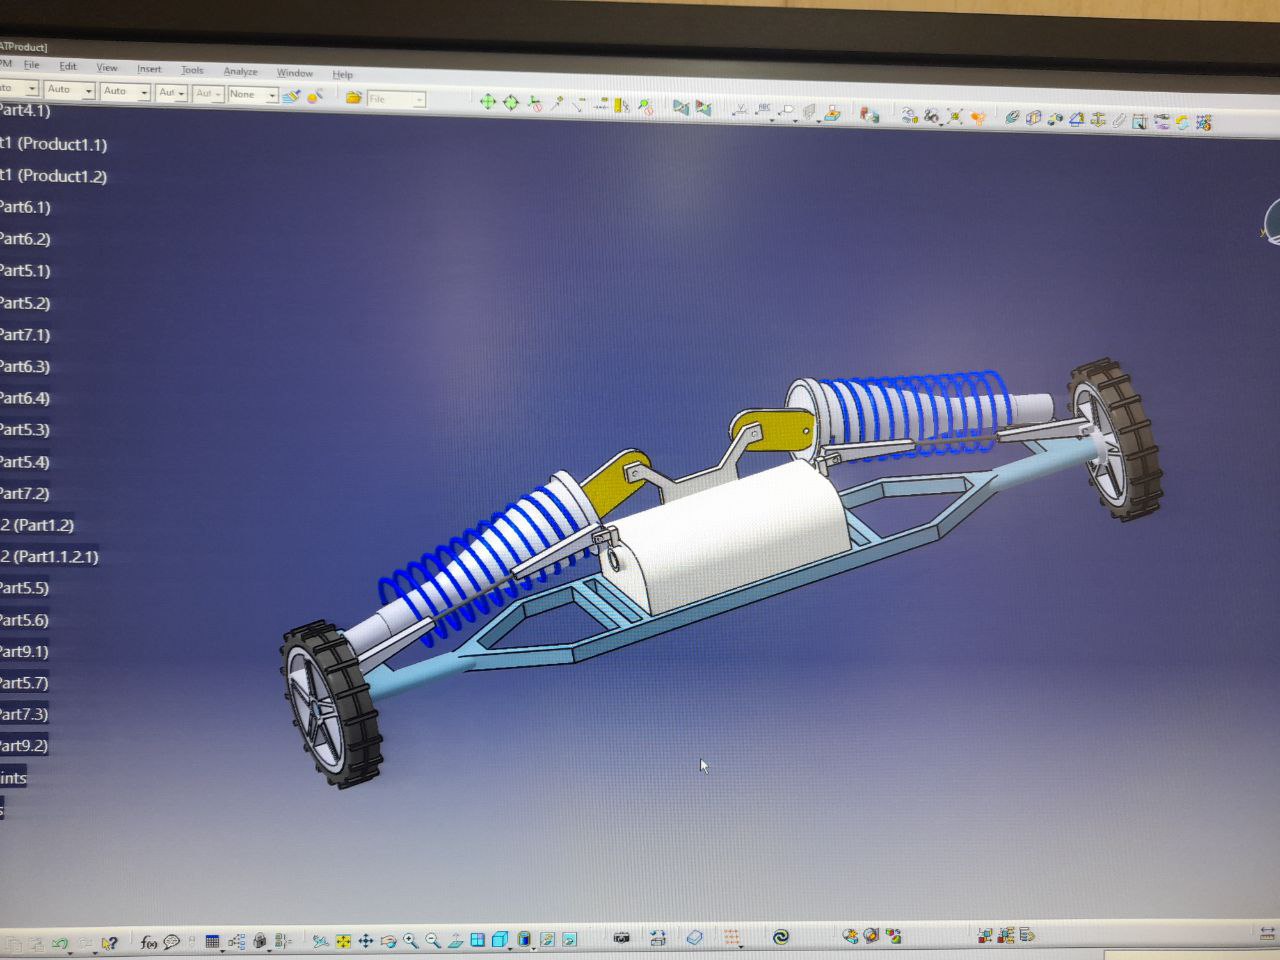 ATProduct]
PM File Edit View Insert Tools Analyze Window Help
to Auto Auto Aut Aut None File
Part4.1)
t1 (Product1.1)
t1 (Product1.2)
Part6.1)
Part6.2)
Part5.1)
Part5.2)
Part7.1)
Part6.3)
Part6.4)
Part5.3)
Part5.4)
Part7.2)
2 (Part1.2)
2 (Part1.1.2.1)
Part5.5)
Part5.6)
Part9.1)
Part5.7)
Part7.3)
Part9.2)
ints
s
y
f(x)